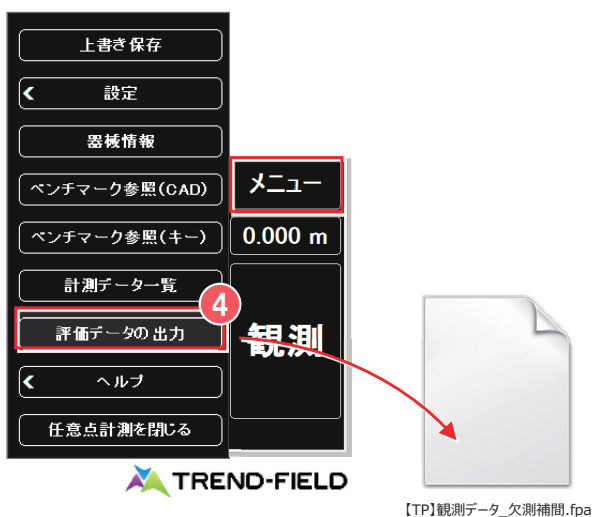 上書き保存
設定
器械情報
ベンチマーク参照(CAD)
ベンチマーク参照(キー)
計測データ一覧
4
評価データの出力
ヘルプ
任意点計測を閉じる
メニュー
0.000 m
観測
TREND-FIELD
【TP】観測データ_欠測補間.fpa